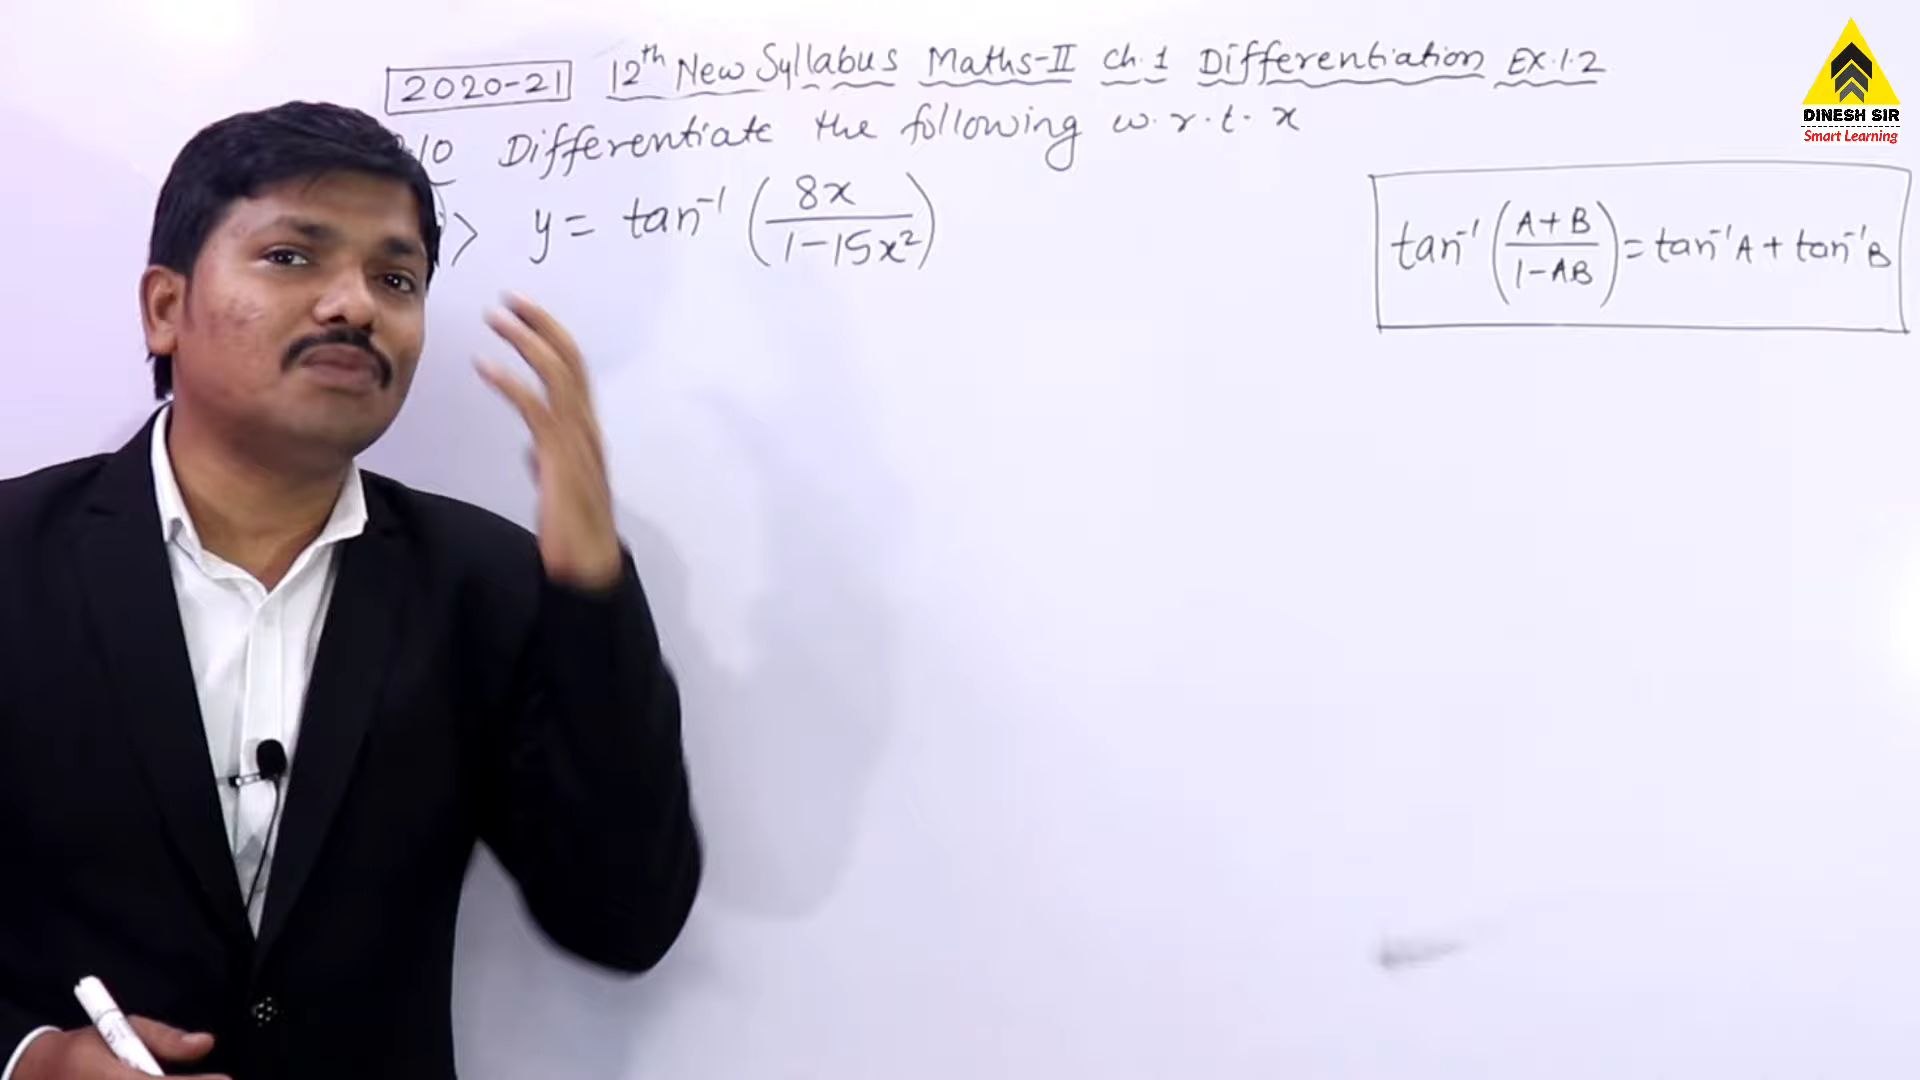 2020-21 12th New Syllabus Maths-II Ch.1 Differentiation EX.1.2
10 Differentiate the following w.r.t. x
> y = tan⁻¹ (8x / 1-15x²)
tan⁻¹ (A+B / 1-AB) = tan⁻¹A + tan⁻¹B
DINESH SIR
Smart Learning